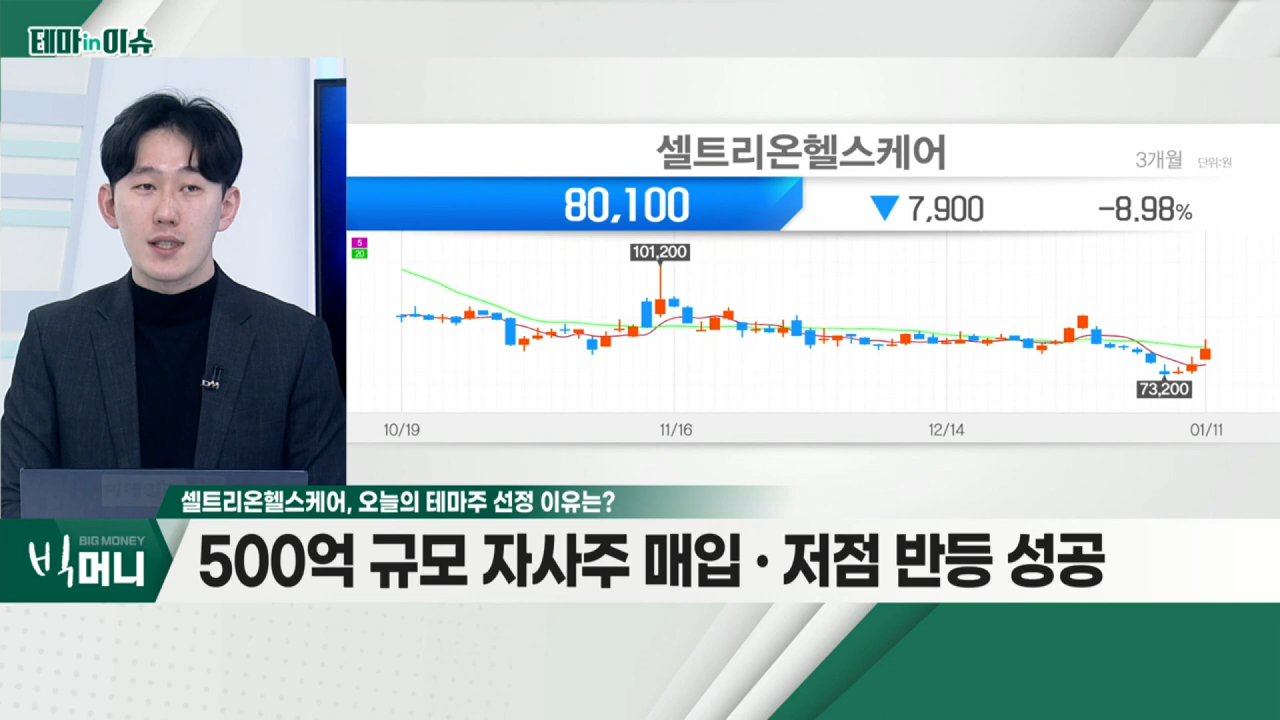 테마in이슈
셀트리온헬스케어
3개월 단위:원
80,100 ▼ 7,900 -8.98%
5
20
101,200
73,200
10/19 11/16 12/14 01/11
셀트리온헬스케어, 오늘의 테마주 선정 이유는?
BIG MONEY
빅머니
500억 규모 자사주 매입·저점 반등 성공